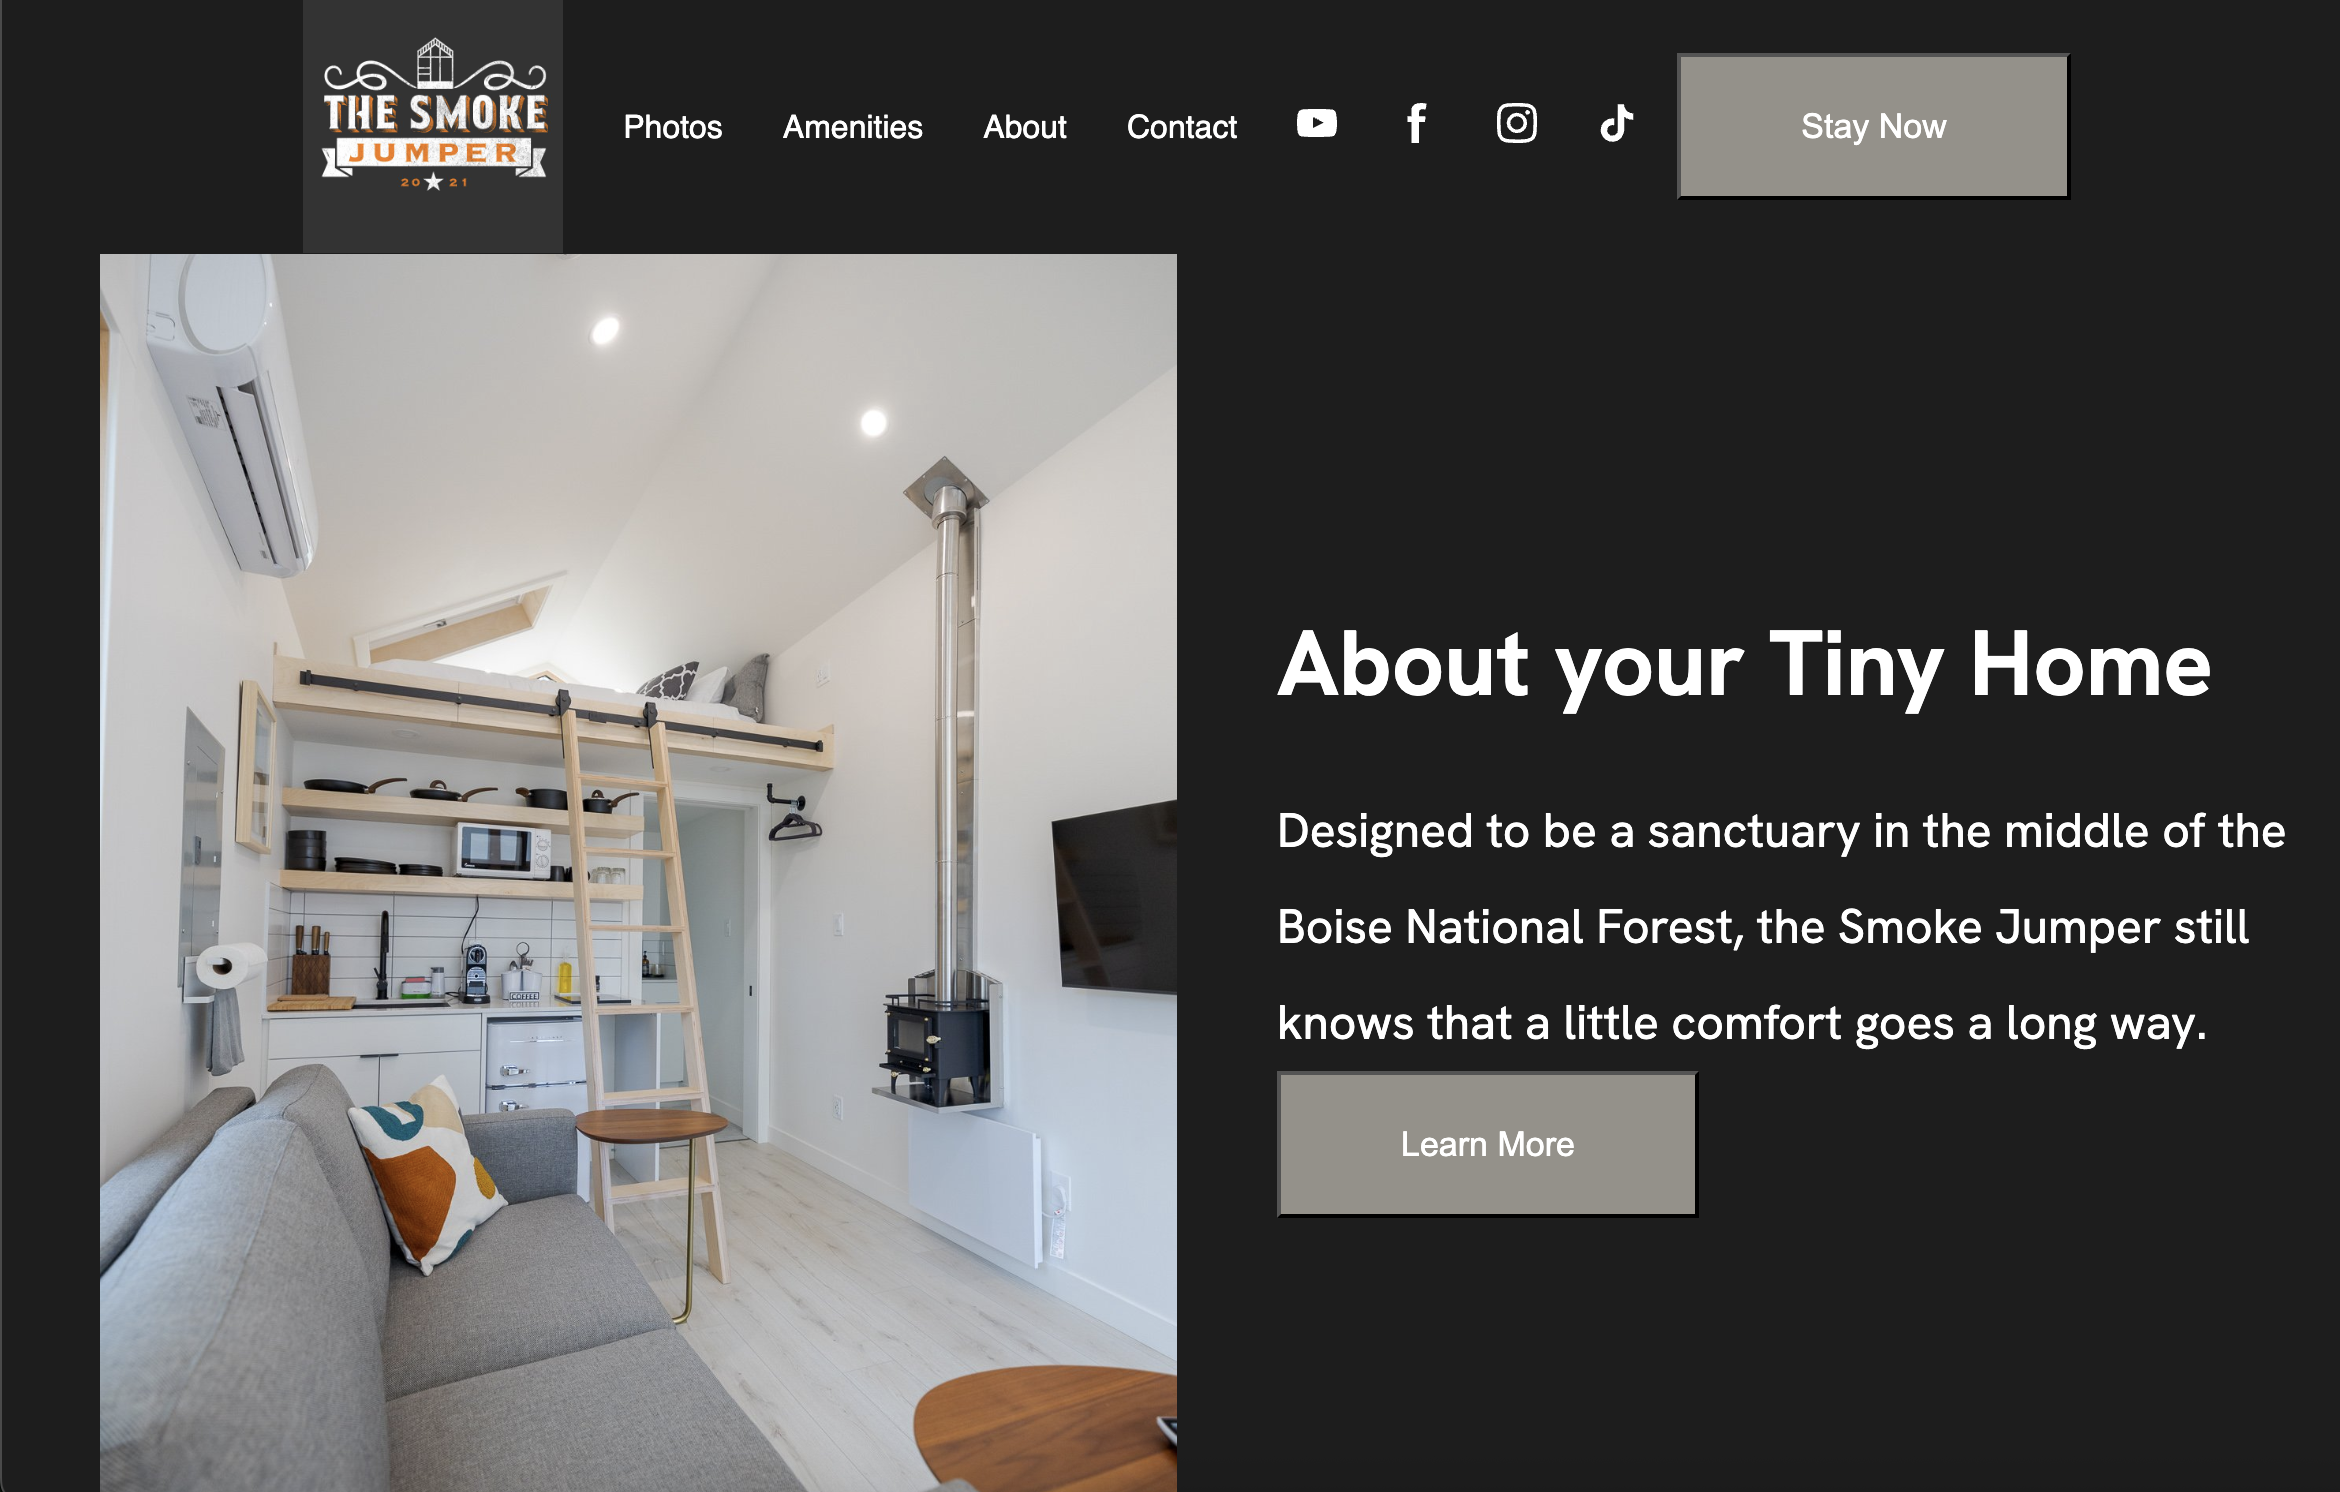 THE SMOKE
JUMPER
20 21
Photos
Amenities
About
Contact
Stay Now
About your Tiny Home
Designed to be a sanctuary in the middle of the
Boise National Forest, the Smoke Jumper still
knows that a little comfort goes a long way.
Learn More
COFFEE